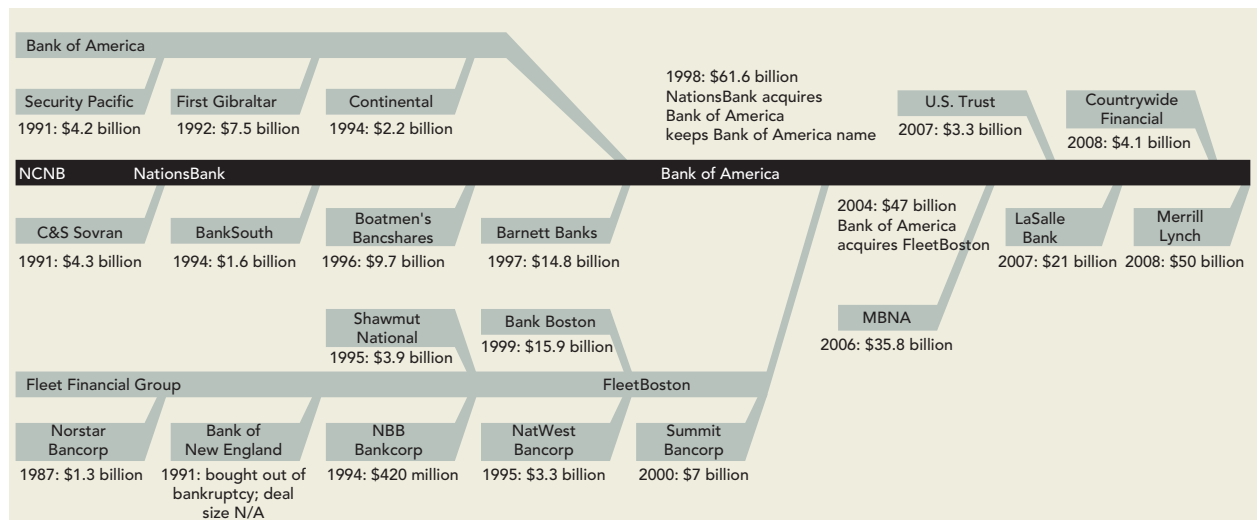 Bank of America
Security Pacific
1991: $4.2 billion
First Gibraltar
1992: $7.5 billion
Continental
1994: $2.2 billion
1998: $61.6 billion
NationsBank acquires
Bank of America
keeps Bank of America name
U.S. Trust
2007: $3.3 billion
Countrywide
Financial
2008: $4.1 billion
NCNB
NationsBank
Bank of America
C&S Sovran
1991: $4.3 billion
BankSouth
1994: $1.6 billion
Boatmen's
Bancshares
1996: $9.7 billion
Barnett Banks
1997: $14.8 billion
2004: $47 billion
Bank of America
acquires FleetBoston
LaSalle
Bank
2007: $21 billion
Merrill
Lynch
2008: $50 billion
MBNA
2006: $35.8 billion
Shawmut
National
1995: $3.9 billion
Bank Boston
1999: $15.9 billion
Fleet Financial Group
FleetBoston
Norstar
Bancorp
1987: $1.3 billion
Bank of
New England
1991: bought out of
bankruptcy; deal
size N/A
NBB
Bankcorp
1994: $420 million
NatWest
Bancorp
1995: $3.3 billion
Summit
Bancorp
2000: $7 billion